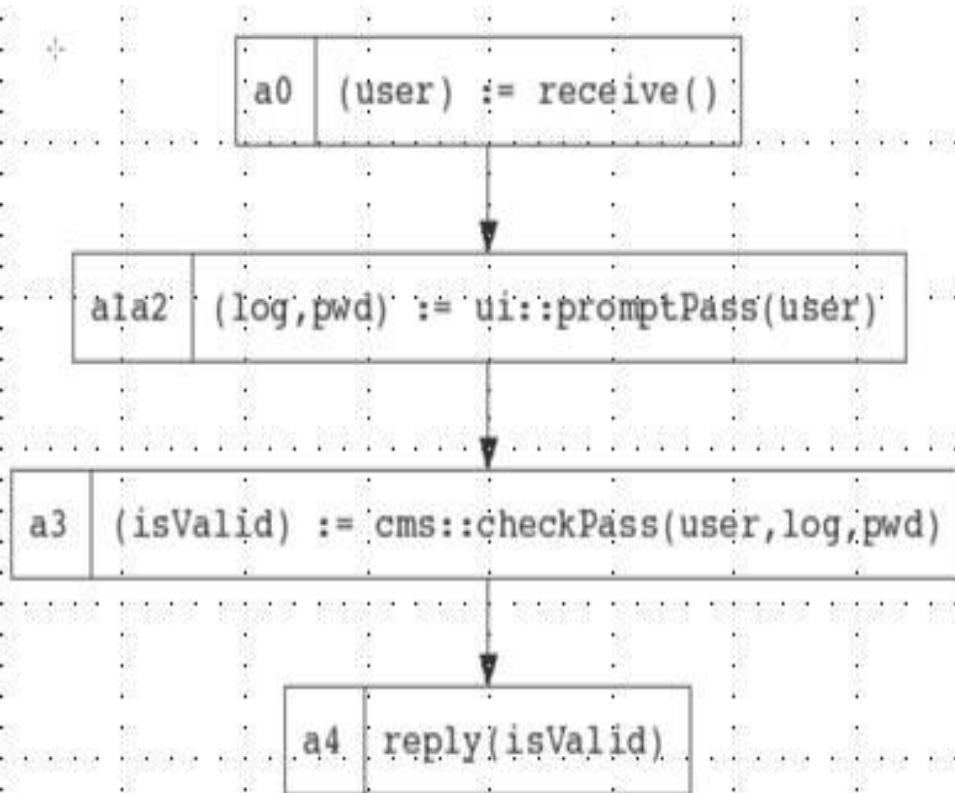 a0 (user) := receive()
a1a2 (log,pwd) := ui::promptPass(user)
a3 (isValid) := cms::checkPass(user,log,pwd)
a4 reply(isValid)